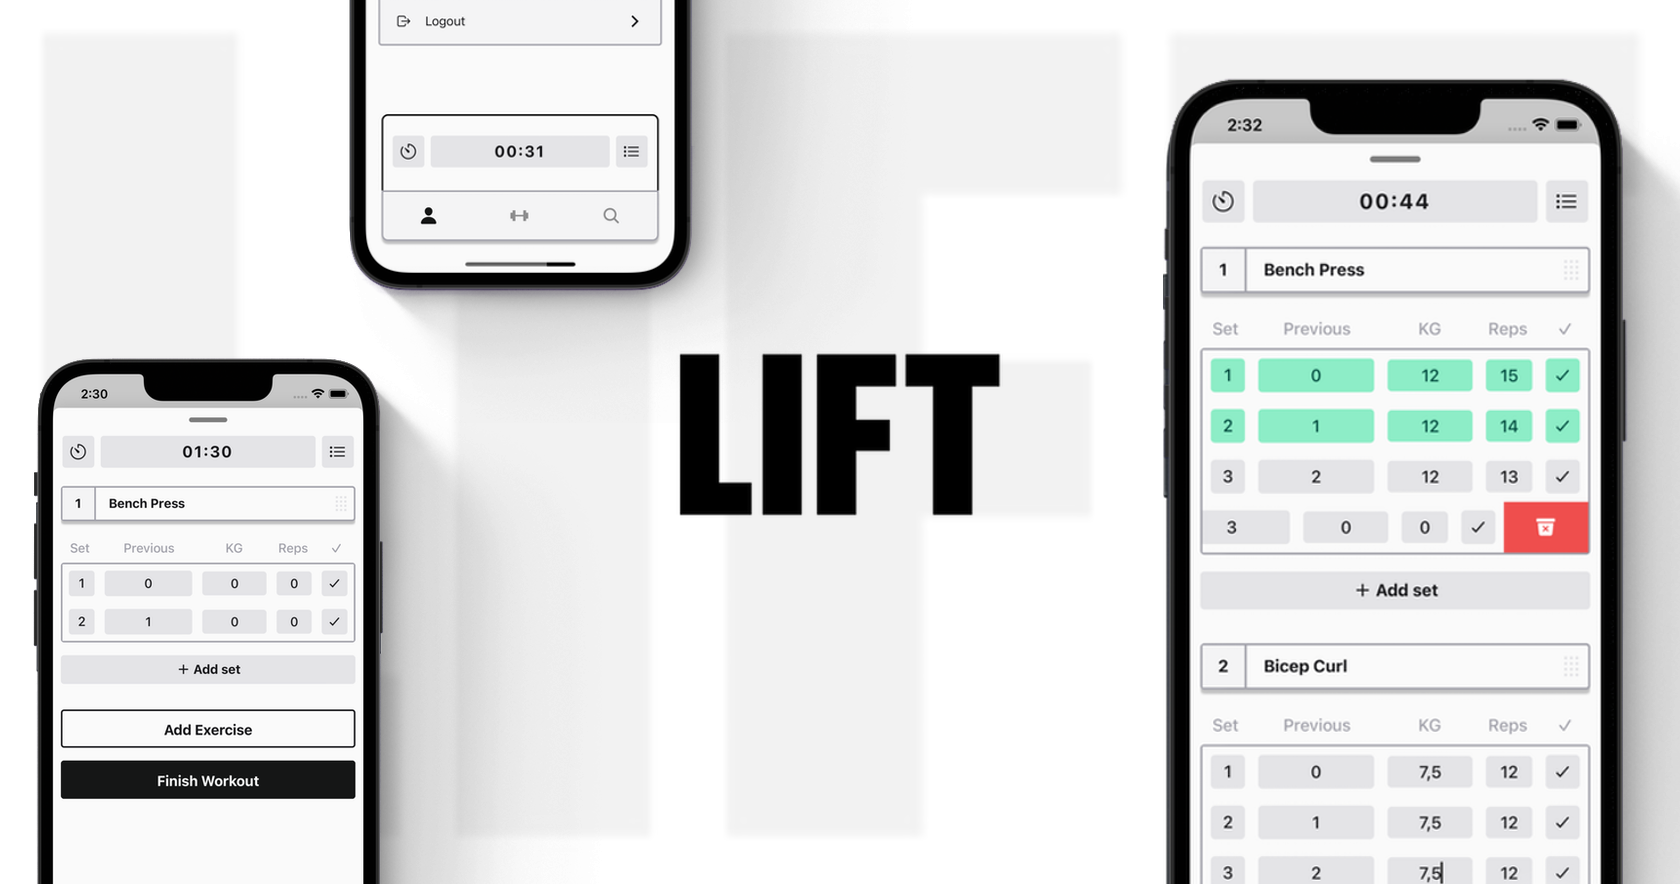 Logout
00:31
2:30
01:30
1 Bench Press
Set Previous KG Reps ✓
1 0 0 0 ✓
2 1 0 0 ✓
+ Add set
Add Exercise
Finish Workout
LIFT
2:32
00:44
1 Bench Press
Set Previous KG Reps ✓
1 0 12 15 ✓
2 1 12 14 ✓
3 2 12 13 ✓
3 0 0 ✓
+ Add set
2 Bicep Curl
Set Previous KG Reps ✓
1 0 7,5 12 ✓
2 1 7,5 12 ✓
3 2 7,5 12 ✓